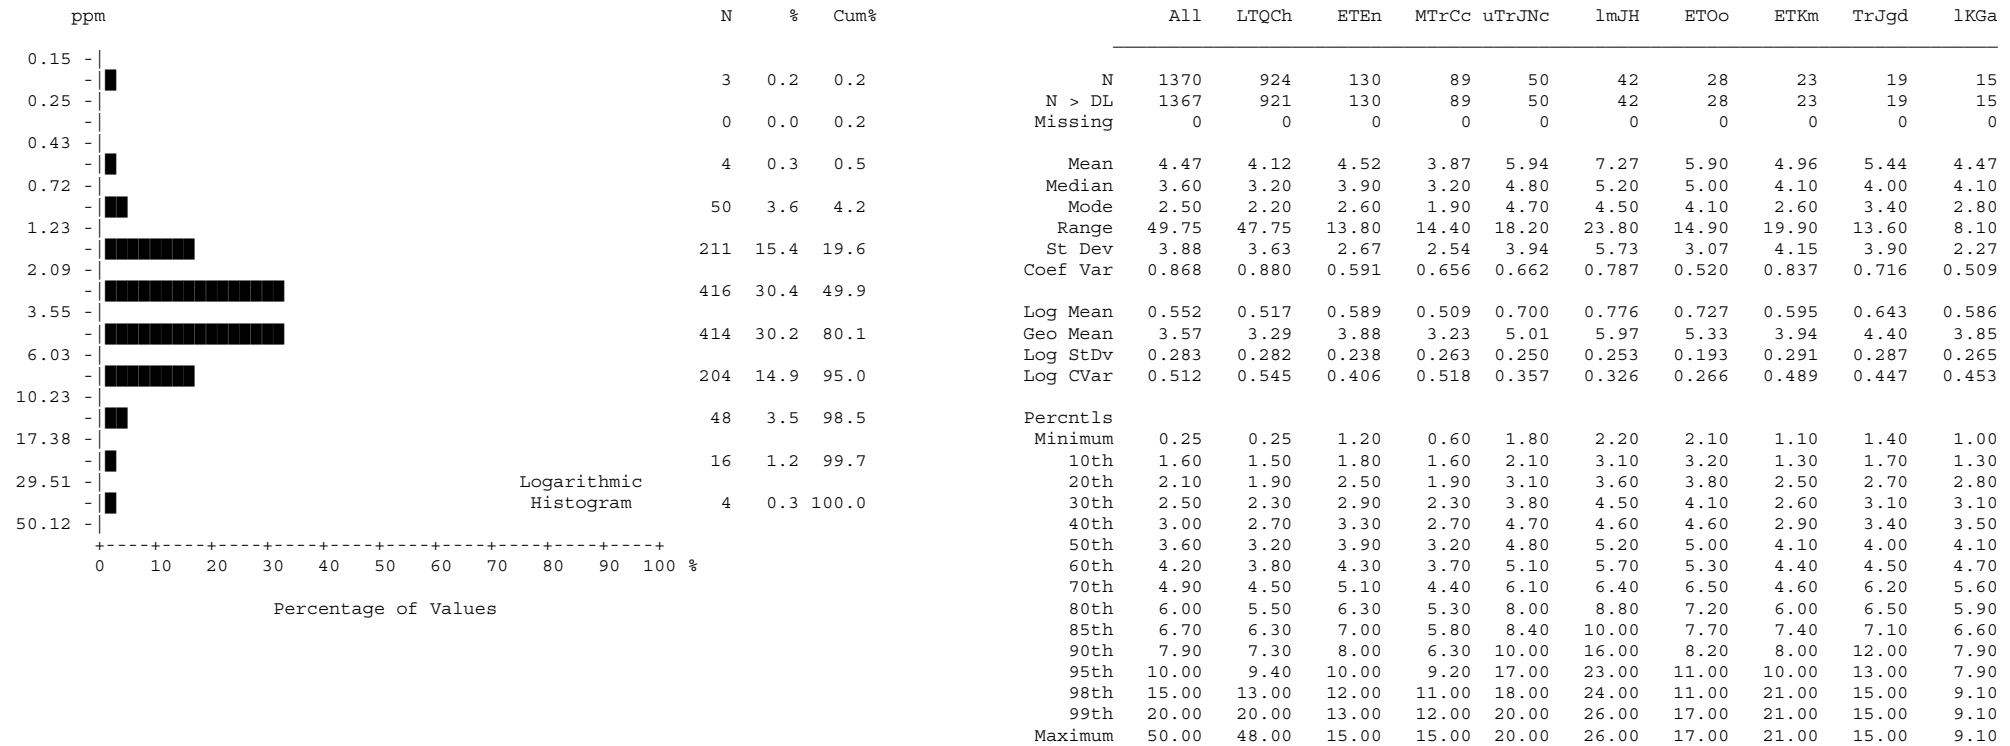 ppm N % Cum% All LTQCh ETEn MTrCc uTrJNc lmJH ETOo ETKm TrJgd lKGa
0.15 -|
-| 3 0.2 0.2 N 1370 924 130 89 50 42 28 23 19 15
0.25 -| N > DL 1367 921 130 89 50 42 28 23 19 15
-| 0 0.0 0.2 Missing 0 0 0 0 0 0 0 0 0 0
0.43 -|
-| 4 0.3 0.5 Mean 4.47 4.12 4.52 3.87 5.94 7.27 5.90 4.96 5.44 4.47
0.72 -| Median 3.60 3.20 3.90 3.20 4.80 5.20 5.00 4.10 4.00 4.10
-| 50 3.6 4.2 Mode 2.50 2.20 2.60 1.90 4.70 4.50 4.10 2.60 3.40 2.80
1.23 -| Range 49.75 47.75 13.80 14.40 18.20 23.80 14.90 19.90 13.60 8.10
-| 211 15.4 19.6 St Dev 3.88 3.63 2.67 2.54 3.94 5.73 3.07 4.15 3.90 2.27
2.09 -| Coef Var 0.868 0.880 0.591 0.656 0.662 0.787 0.520 0.837 0.716 0.509
-| 416 30.4 49.9
3.55 -| Log Mean 0.552 0.517 0.589 0.509 0.700 0.776 0.727 0.595 0.643 0.586
-| 414 30.2 80.1 Geo Mean 3.57 3.29 3.88 3.23 5.01 5.97 5.33 3.94 4.40 3.85
6.03 -| Log StDv 0.283 0.282 0.238 0.263 0.250 0.253 0.193 0.291 0.287 0.265
-| 204 14.9 95.0 Log CVar 0.512 0.545 0.406 0.518 0.357 0.326 0.266 0.489 0.447 0.453
10.23 -|
-| 48 3.5 98.5 Percntls
17.38 -| Minimum 0.25 0.25 1.20 0.60 1.80 2.20 2.10 1.10 1.40 1.00
-| 16 1.2 99.7 10th 1.60 1.50 1.80 1.60 2.10 3.10 3.20 1.30 1.70 1.30
29.51 -| Logarithmic 20th 2.10 1.90 2.50 1.90 3.10 3.60 3.80 2.50 2.70 2.80
-| Histogram 4 0.3 100.0 30th 2.50 2.30 2.90 2.30 3.80 4.50 4.10 2.60 3.10 3.10
50.12 -| 40th 3.00 2.70 3.30 2.70 4.70 4.60 4.60 2.90 3.40 3.50
+----+----+----+----+----+----+----+----+----+----+ 50th 3.60 3.20 3.90 3.20 4.80 5.20 5.00 4.10 4.00 4.10
0 10 20 30 40 50 60 70 80 90 100 % 60th 4.20 3.80 4.30 3.70 5.10 5.70 5.30 4.40 4.50 4.70
70th 4.90 4.50 5.10 4.40 6.10 6.40 6.50 4.60 6.20 5.60
Percentage of Values 80th 6.00 5.50 6.30 5.30 8.00 8.80 7.20 6.00 6.50 5.90
85th 6.70 6.30 7.00 5.80 8.40 10.00 7.70 7.40 7.10 6.60
90th 7.90 7.30 8.00 6.30 10.00 16.00 8.20 8.00 12.00 7.90
95th 10.00 9.40 10.00 9.20 17.00 23.00 11.00 10.00 13.00 7.90
98th 15.00 13.00 12.00 11.00 18.00 24.00 11.00 21.00 15.00 9.10
99th 20.00 20.00 13.00 12.00 20.00 26.00 17.00 21.00 15.00 9.10
Maximum 50.00 48.00 15.00 15.00 20.00 26.00 17.00 21.00 15.00 9.10